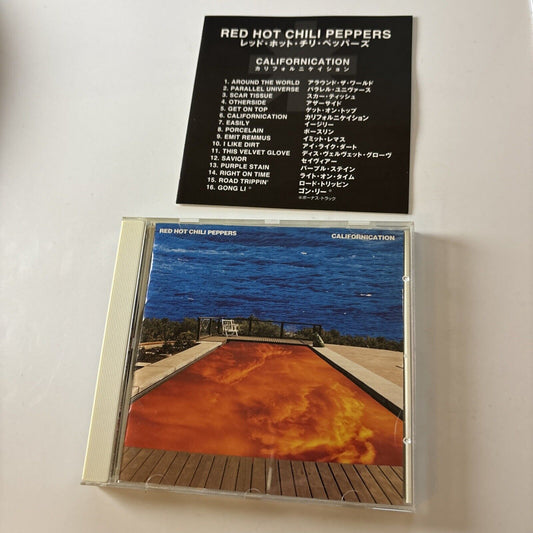 RED HOT CHILI PEPPERS
レッド・ホット・チリ・ペッパーズ
CALIFORNICATION
カリフォルニケイション
1. AROUND THE WORLD アラウンド・ザ・ワールド
2. PARALLEL UNIVERSE パラレル・ユニヴァース
3. SCAR TISSUE スカー・ティッシュ
4. OTHERSIDE アザーサイド
5. GET ON TOP ゲット・オン・トップ
6. CALIFORNICATION カリフォルニケイション
7. EASILY イージリー
8. PORCELAIN ポースリン
9. EMIT REMMUS イミット・レマス
10. I LIKE DIRT アイ・ライク・ダート
11. THIS VELVET GLOVE ディス・ヴェルヴェット・グローヴ
12. SAVIOR セイヴィアー
13. PURPLE STAIN パープル・ステイン
14. RIGHT ON TIME ライト・オン・タイム
15. ROAD TRIPPIN' ロード・トリッピン
16. GONG LI * ゴン・リー *
*ボーナス・トラック
RED HOT CHILI PEPPERS
CALIFORNICATION